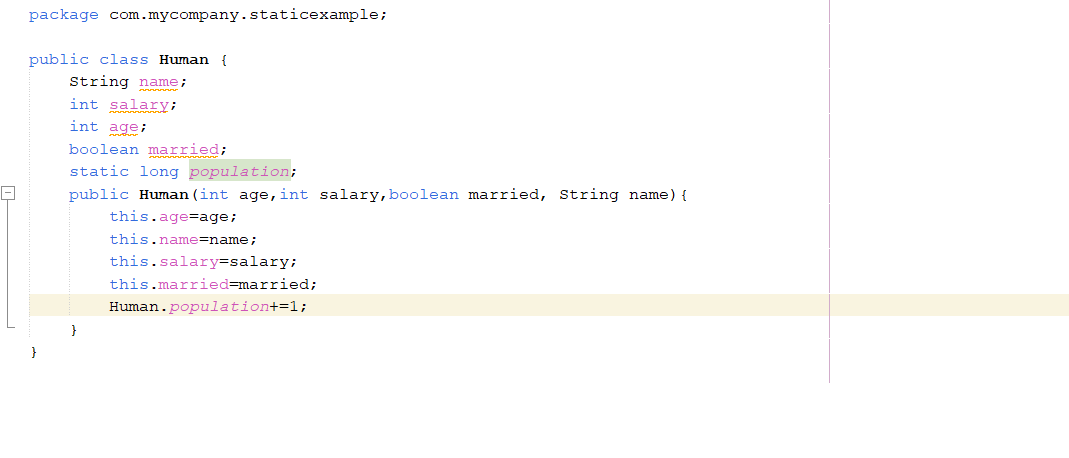 package com.mycompany.staticexample;
public class Human {
String name;
int salary;
int age;
boolean married;
static long population;
public Human(int age,int salary,boolean married, String name){
this.age=age;
this.name=name;
this.salary=salary;
this.married=married;
Human.population+=1;
}
}